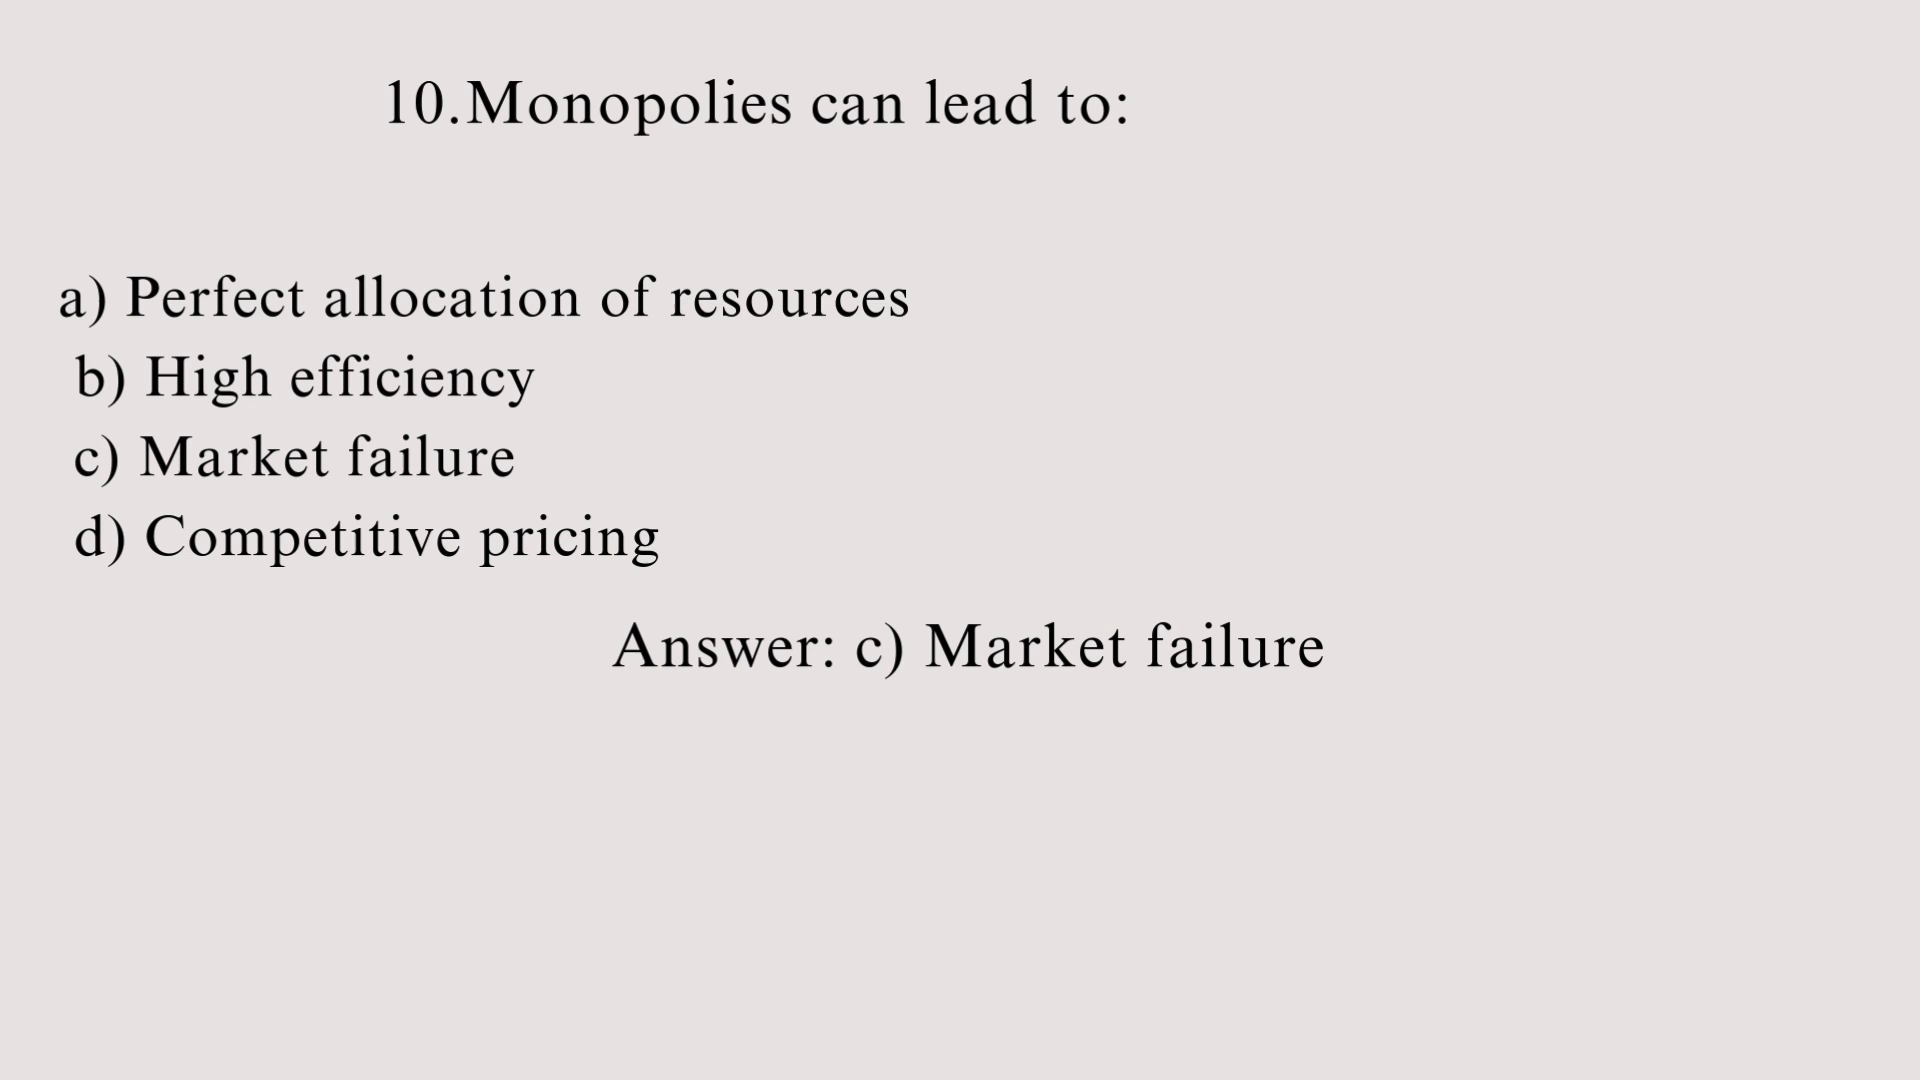 10.Monopolies can lead to:
a) Perfect allocation of resources
b) High efficiency
c) Market failure
d) Competitive pricing
Answer: c) Market failure